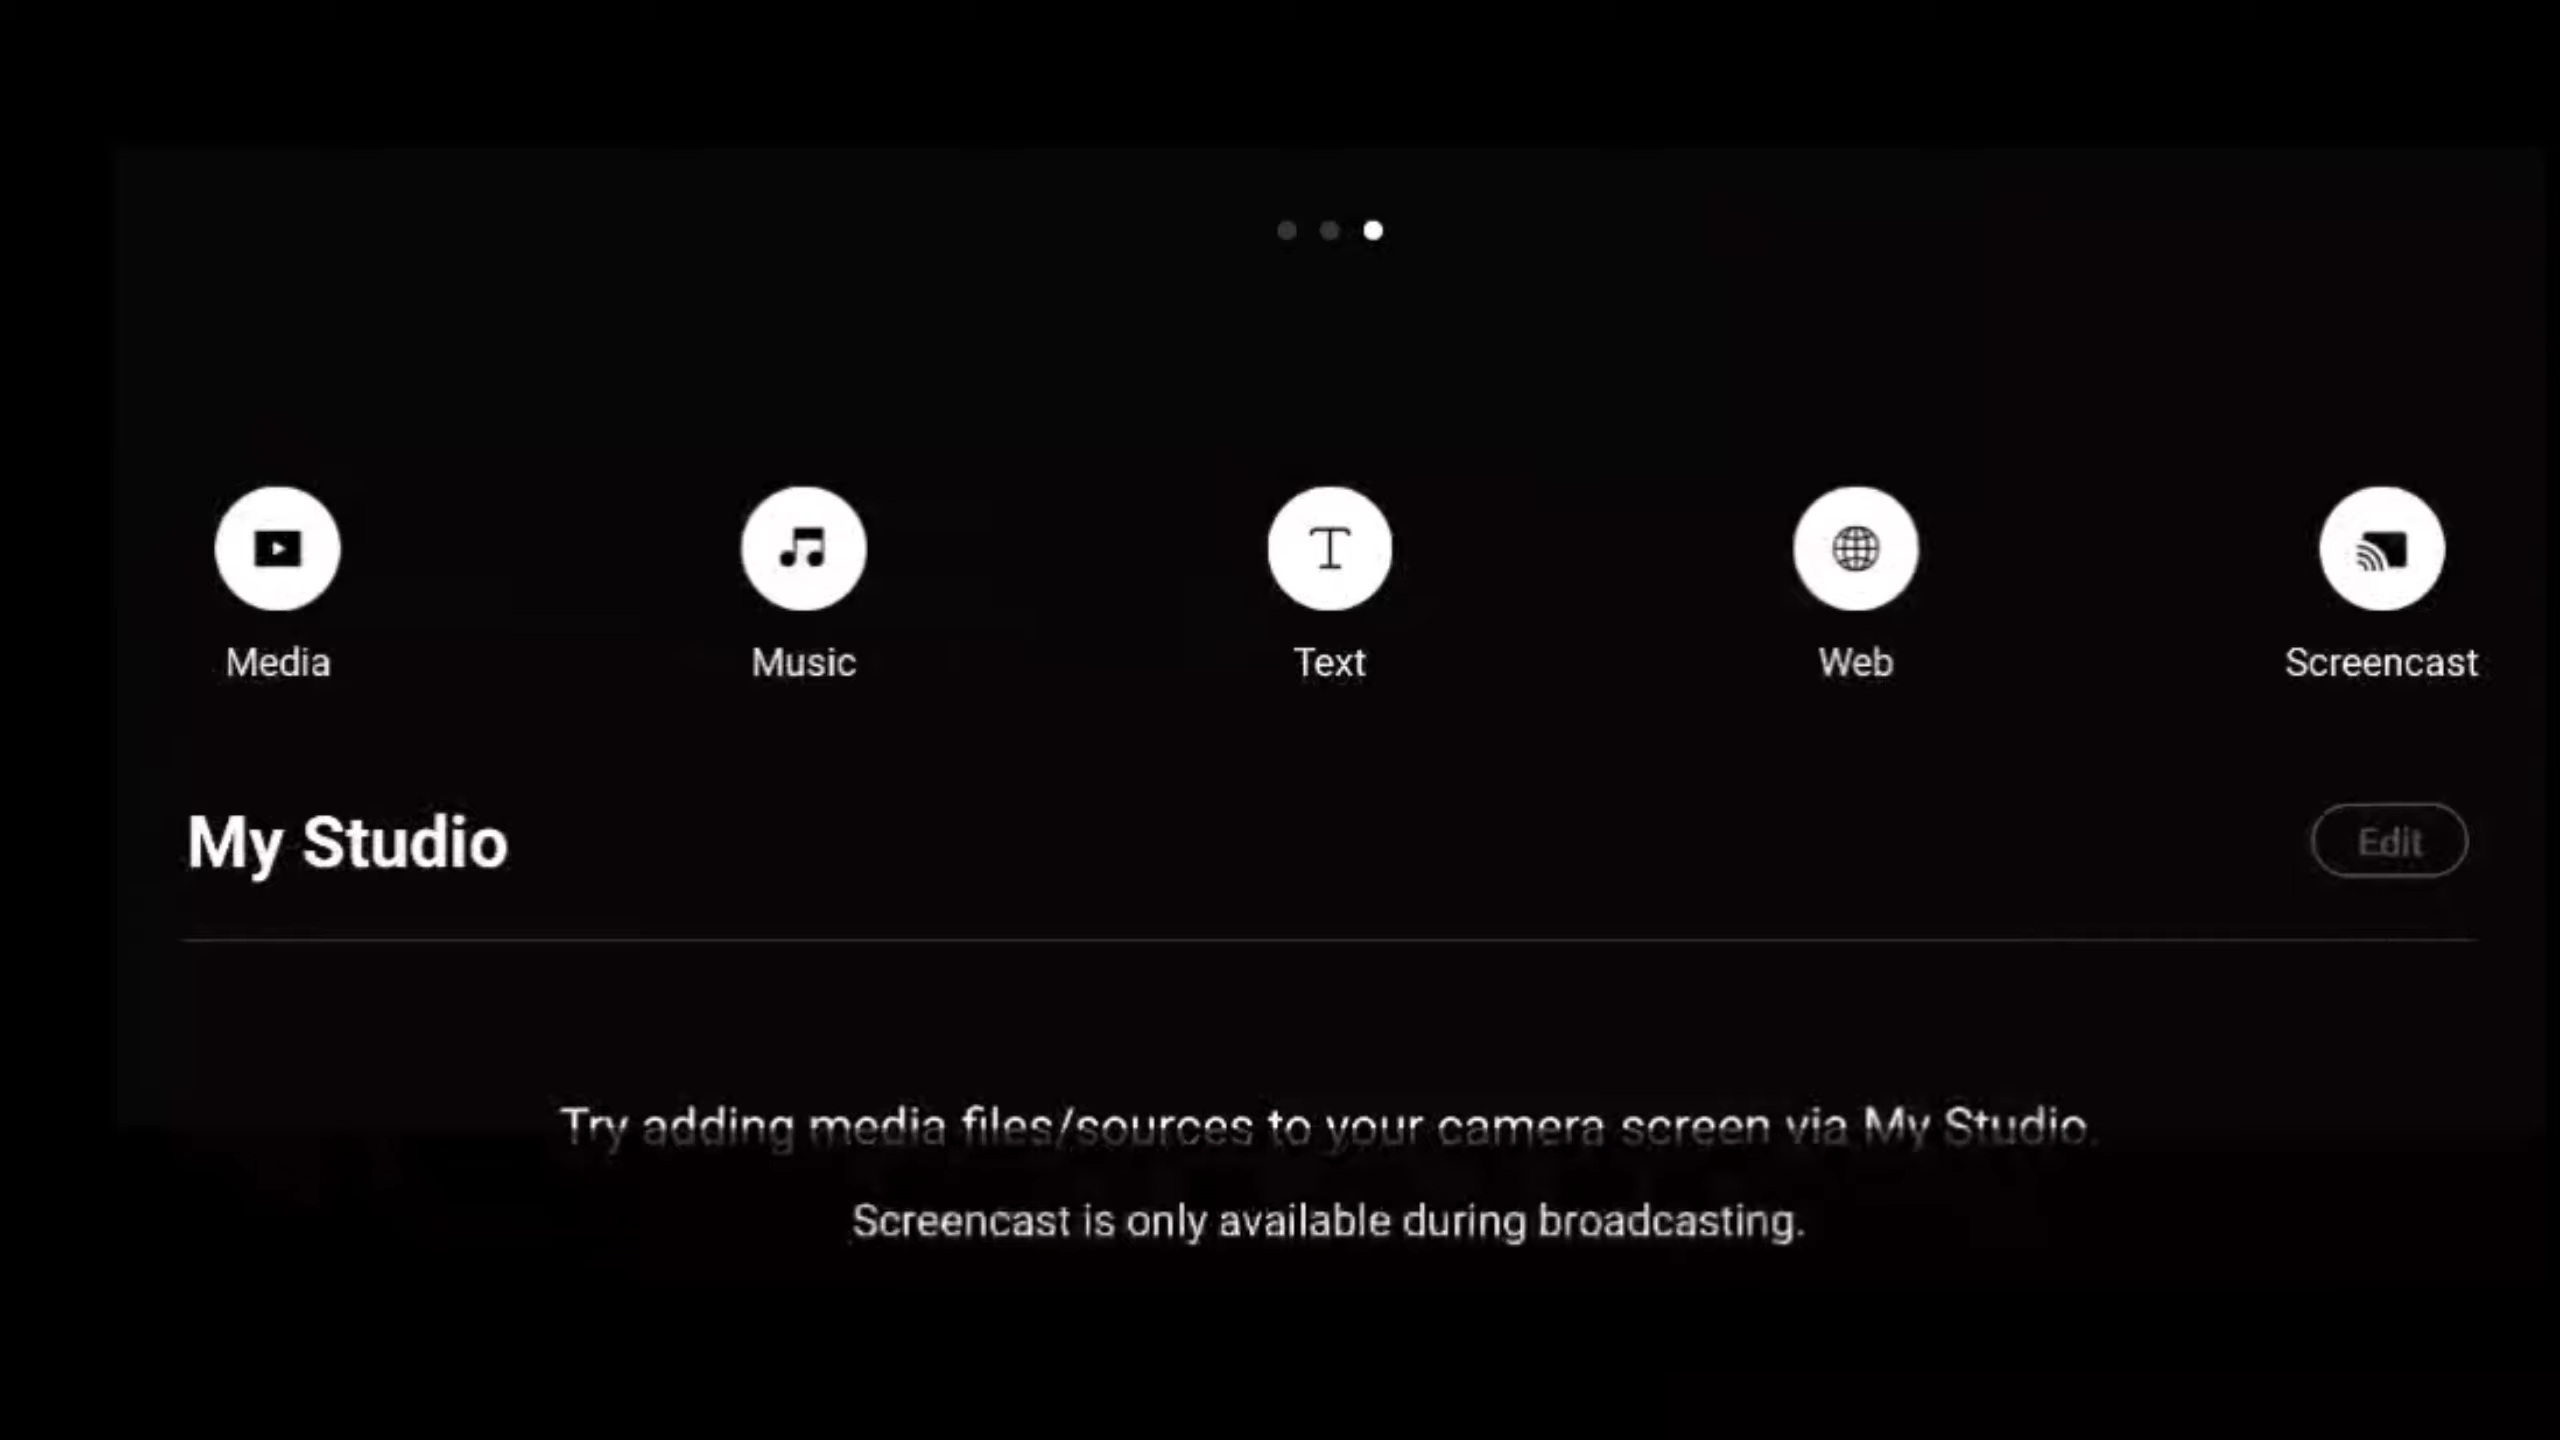 Media
Music
Text
Web
Screencast
My Studio
Edit
Try adding media files/sources to your camera screen via My Studio.
Screencast is only available during broadcasting.